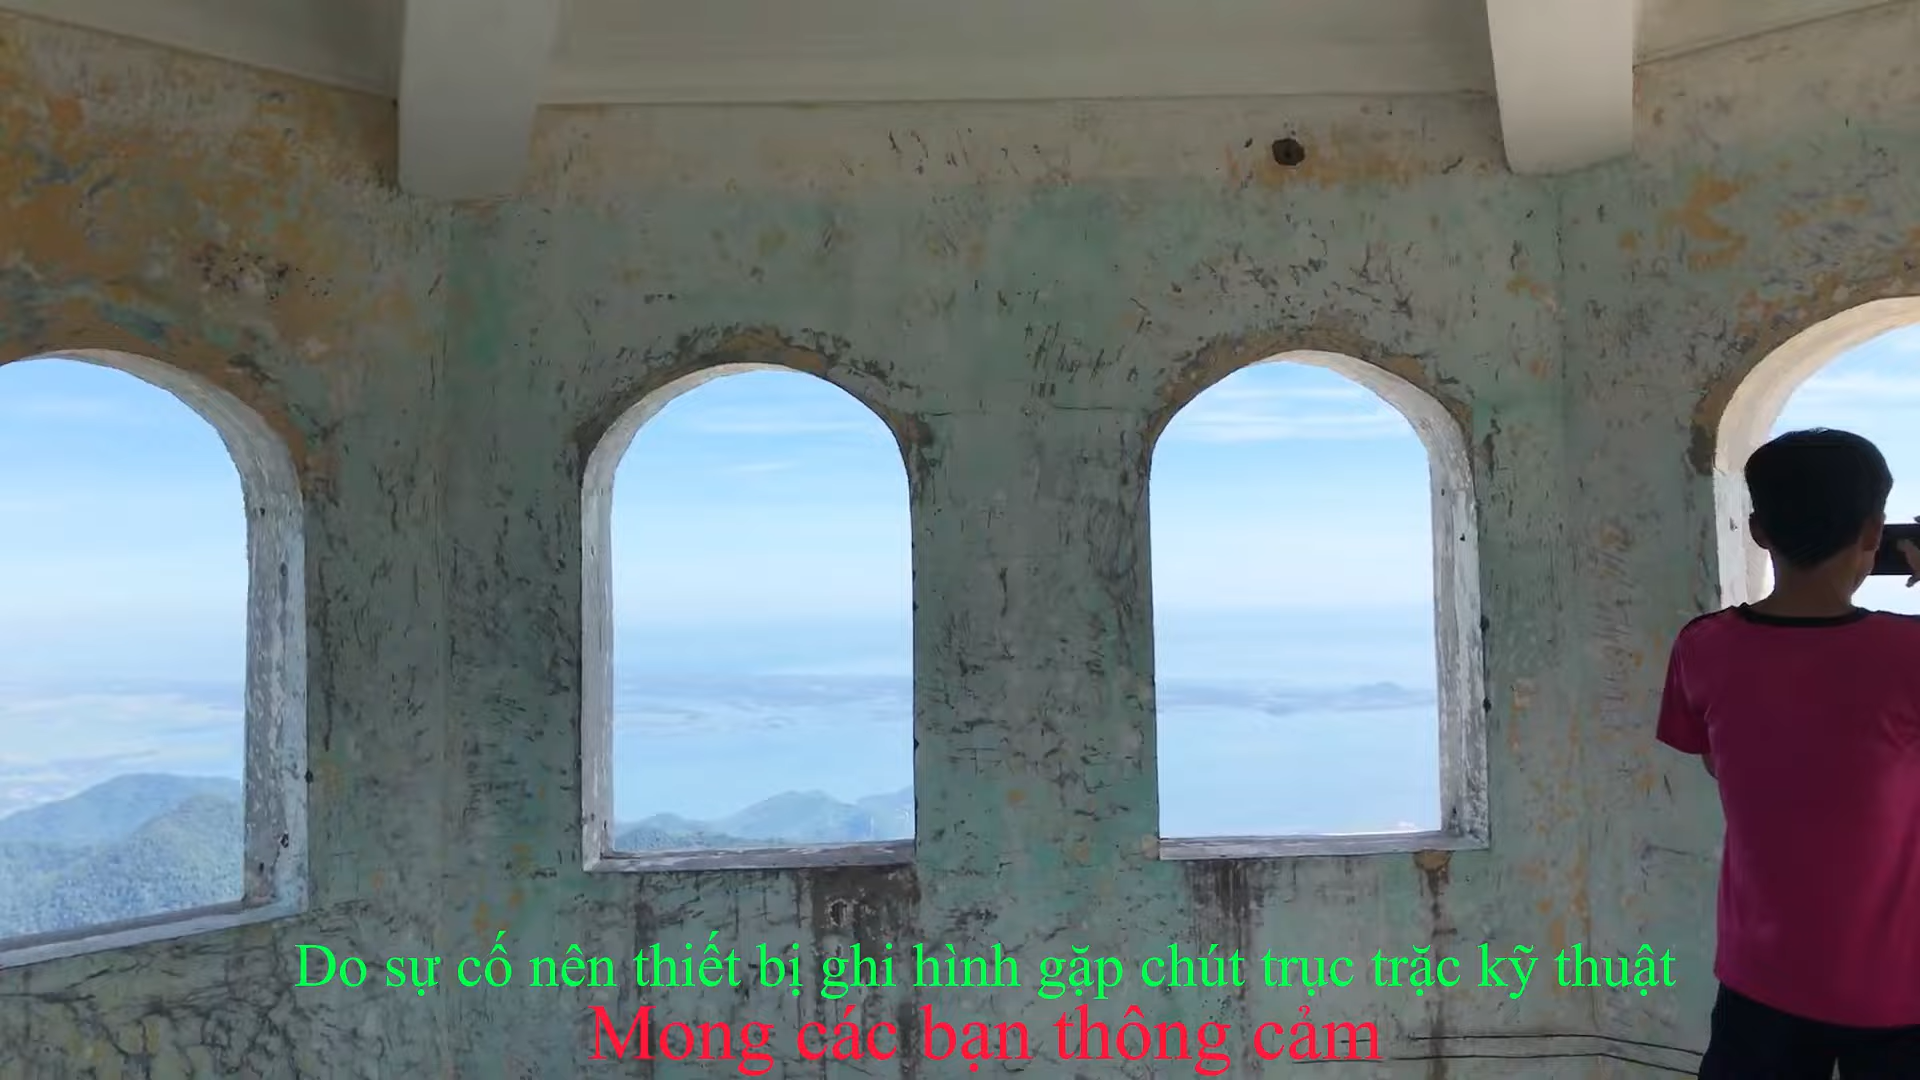 Do sự cố nên thiết bị ghi hình gặp chút trục trặc kỹ thuật
Mong các bạn thông cảm